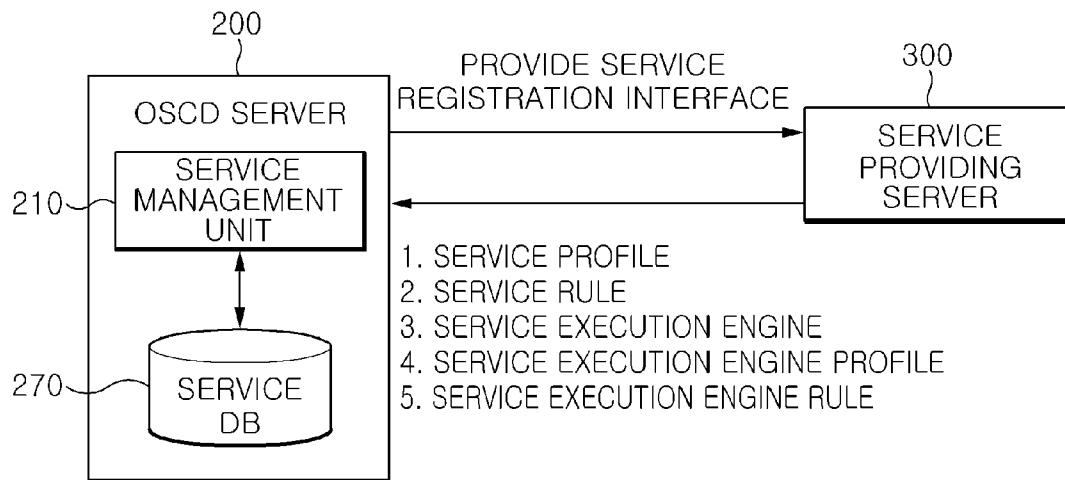 200
OSCD SERVER
210
SERVICE
MANAGEMENT
UNIT
270
SERVICE
DB
PROVIDE SERVICE
REGISTRATION INTERFACE
300
SERVICE
PROVIDING
SERVER
1. SERVICE PROFILE
2. SERVICE RULE
3. SERVICE EXECUTION ENGINE
4. SERVICE EXECUTION ENGINE PROFILE
5. SERVICE EXECUTION ENGINE RULE